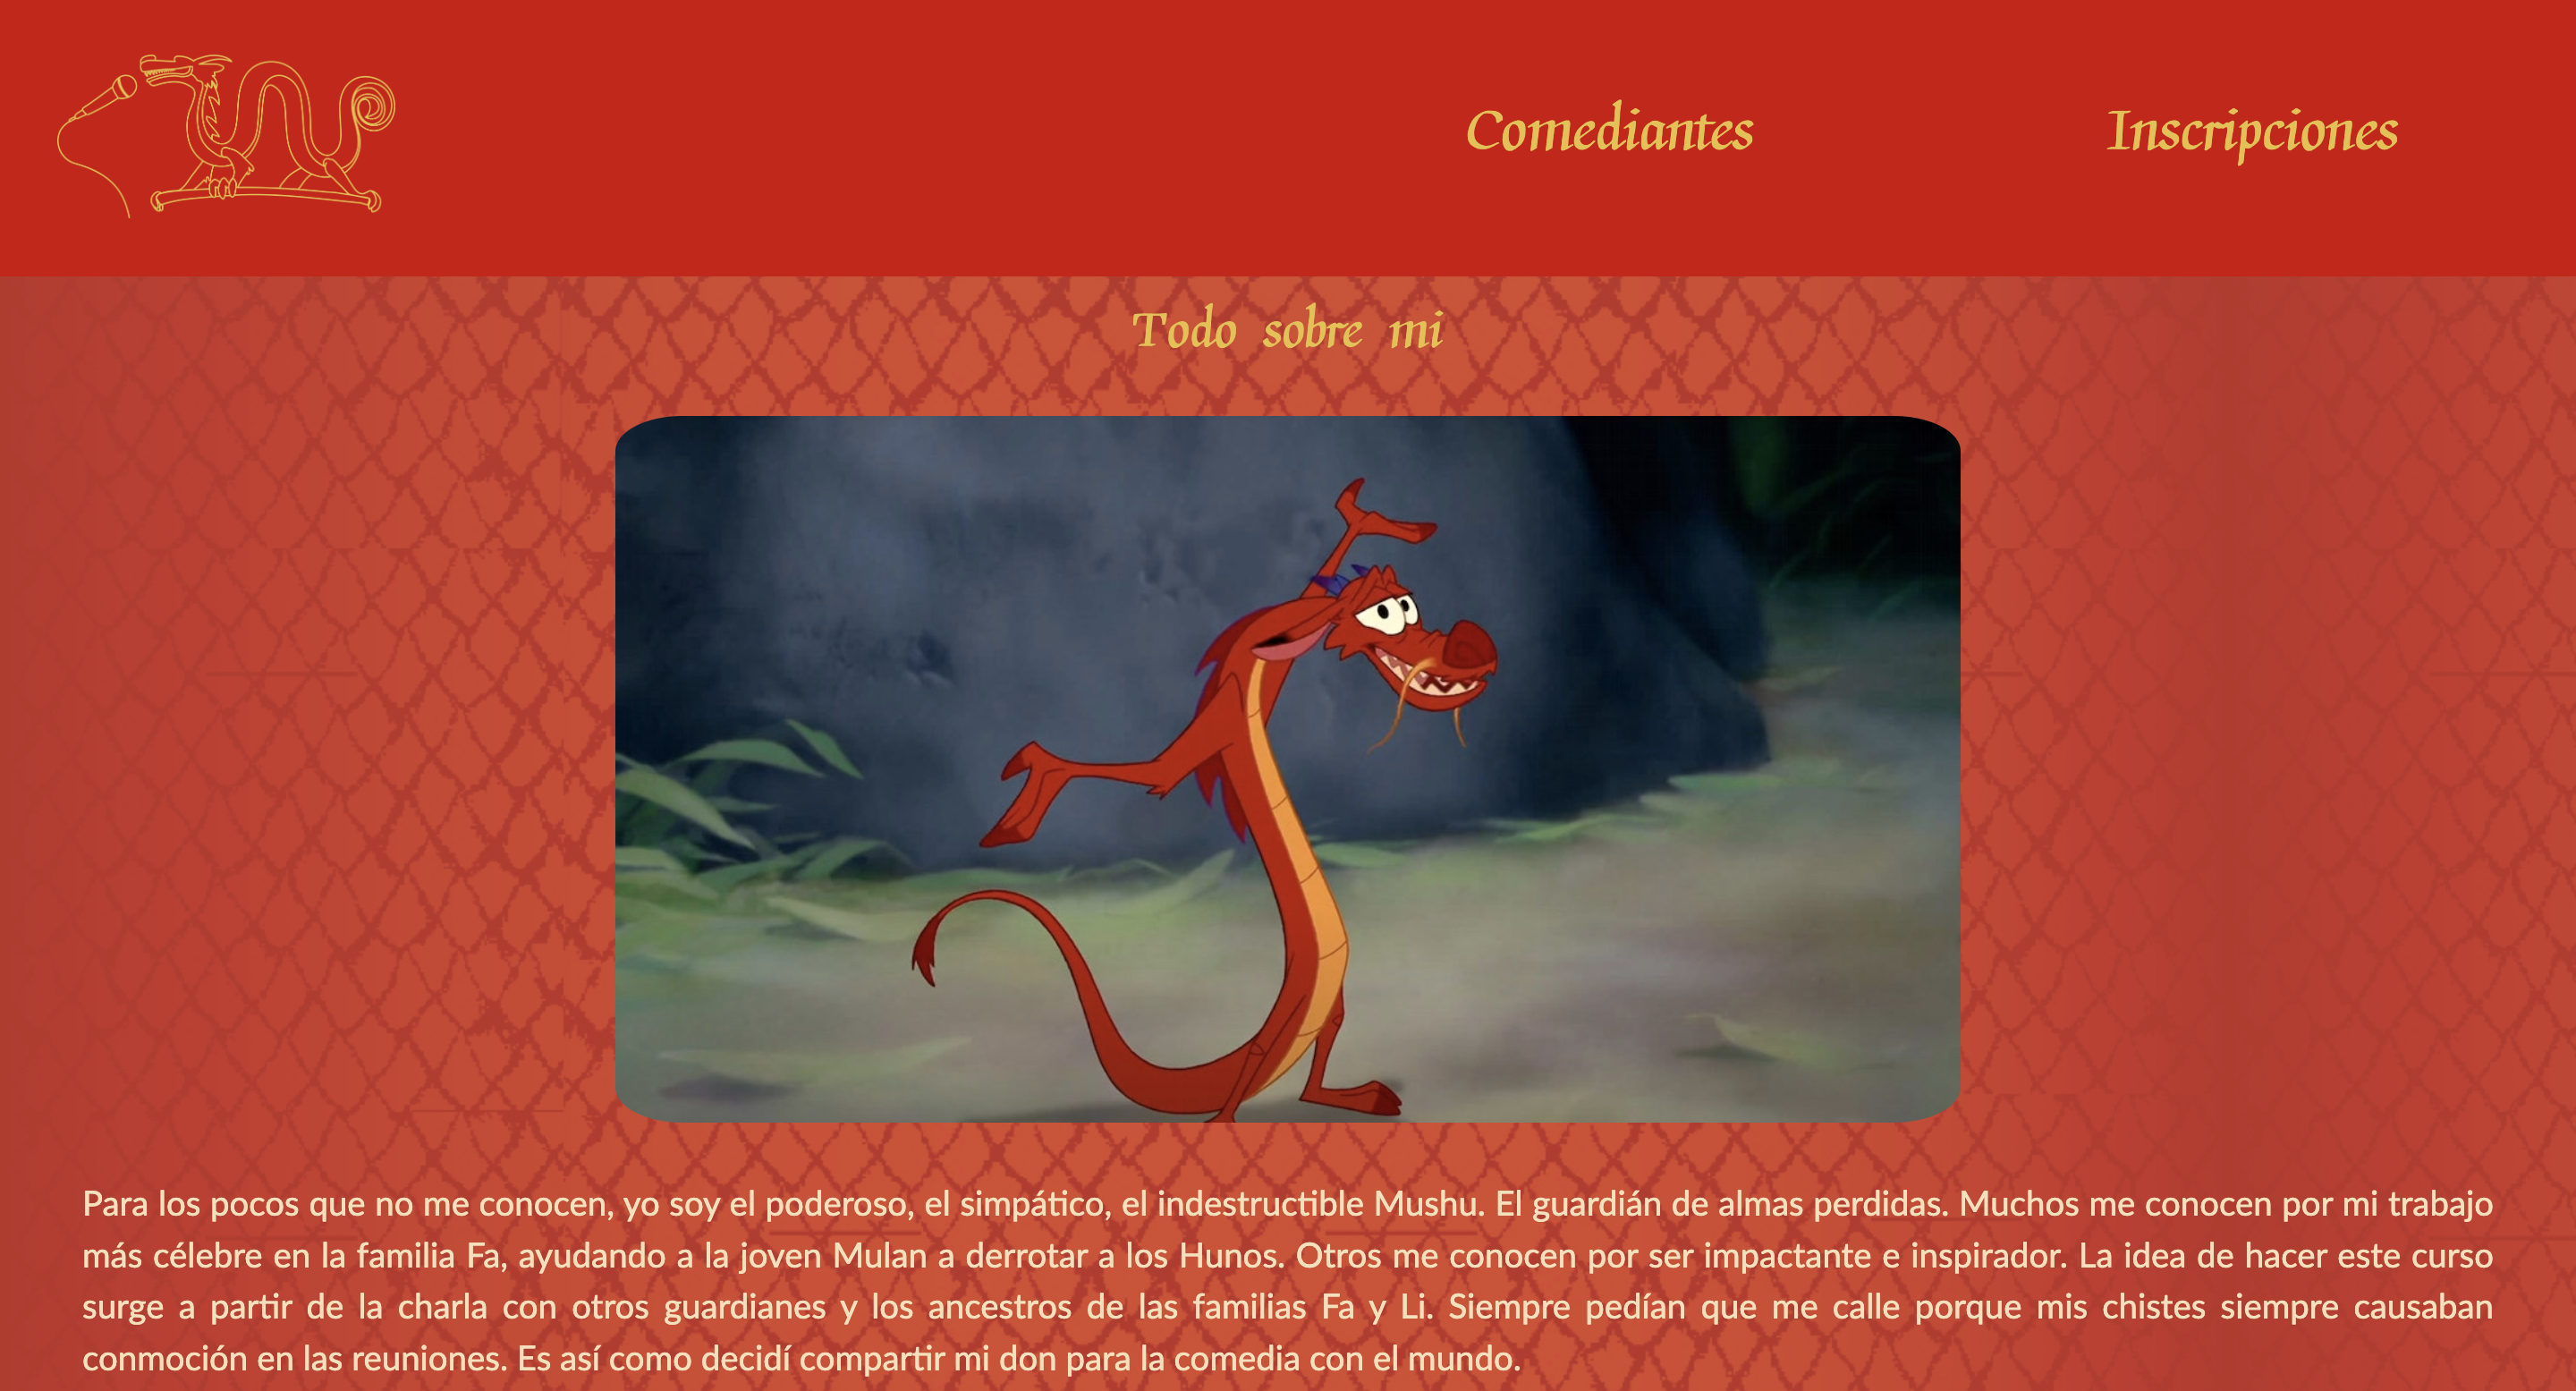 Comediantes
Inscripciones
Todo sobre mi
Para los pocos que no me conocen, yo soy el poderoso, el simpático, el indestructible Mushu. El guardián de almas perdidas. Muchos me conocen por mi trabajo
más célebre en la familia Fa, ayudando a la joven Mulan a derrotar a los Hunos. Otros me conocen por ser impactante e inspirador. La idea de hacer este curso
surge a partir de la charla con otros guardianes y los ancestros de las familias Fa y Li. Siempre pedían que me calle porque mis chistes siempre causaban
conmoción en las reuniones. Es así como decidí compartir mi don para la comedia con el mundo.